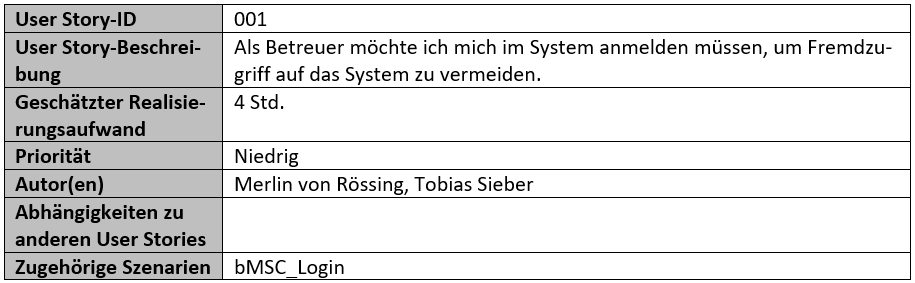 User Story-ID 001
User Story-Beschrei- Als Betreuer möchte ich mich im System anmelden müssen, um Fremdzu-
bung griff auf das System zu vermeiden.
Geschätzter Realisie- 4 Std.
rungsaufwand
Priorität Niedrig
Autor(en) Merlin von Rössing, Tobias Sieber
Abhängigkeiten zu
anderen User Stories
Zugehörige Szenarien bMSC_Login